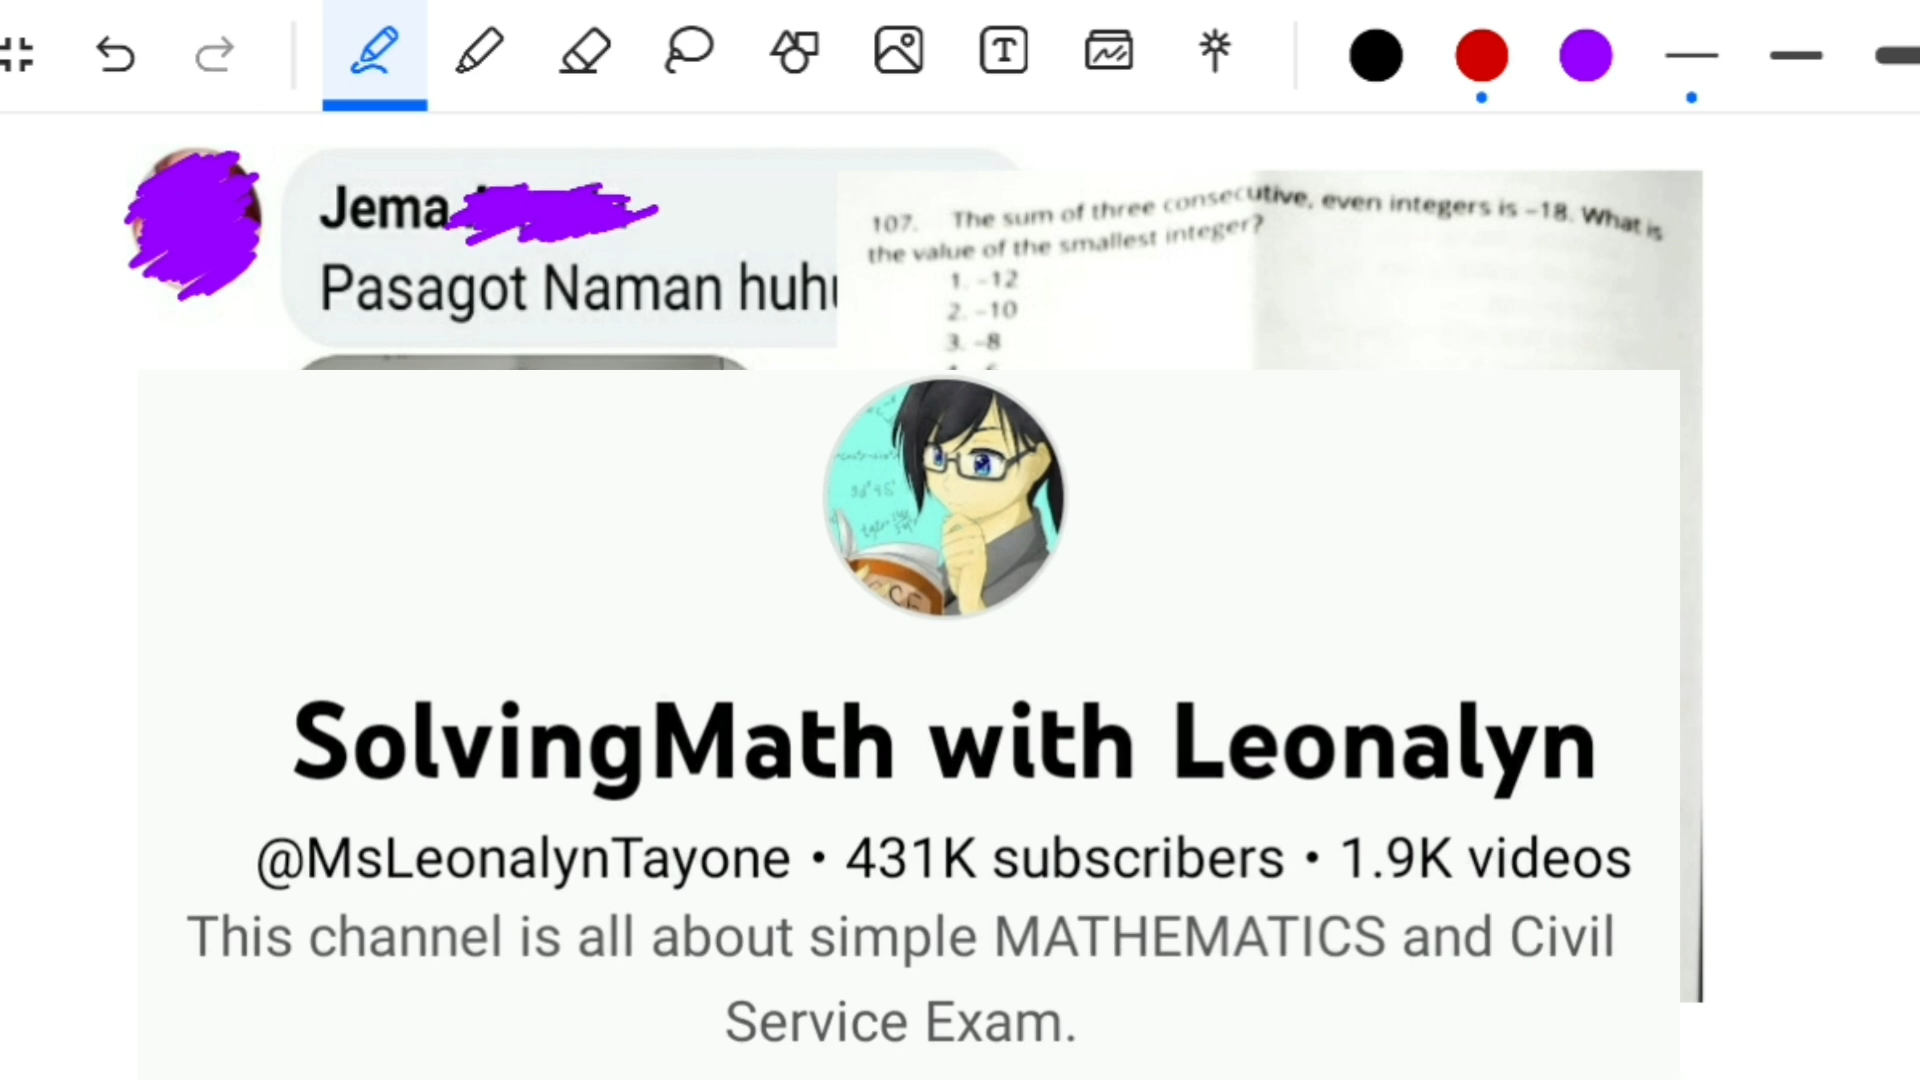 Jema
Pasagot Naman
107. The sum of three consecutive, even integers is -18. What is
the value of the smallest integer?
1. -12
2. -10
3. -8
SolvingMath with Leonalyn
@MsLeonalynTayone • 431K subscribers • 1.9K videos
This channel is all about simple MATHEMATICS and Civil
Service Exam.